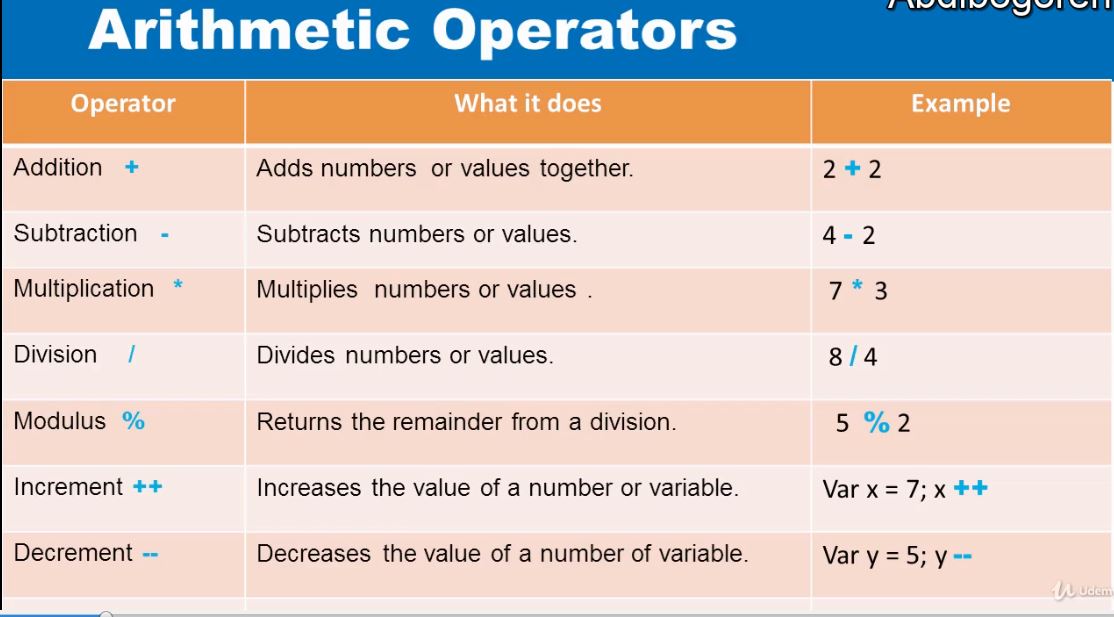 Arithmetic Operators
Operator What it does Example
Addition + Adds numbers or values together. 2 + 2
Subtraction - Subtracts numbers or values. 4 - 2
Multiplication * Multiplies numbers or values . 7 * 3
Division / Divides numbers or values. 8 / 4
Modulus % Returns the remainder from a division. 5 % 2
Increment ++ Increases the value of a number or variable. Var x = 7; x ++
Decrement -- Decreases the value of a number of variable. Var y = 5; y --